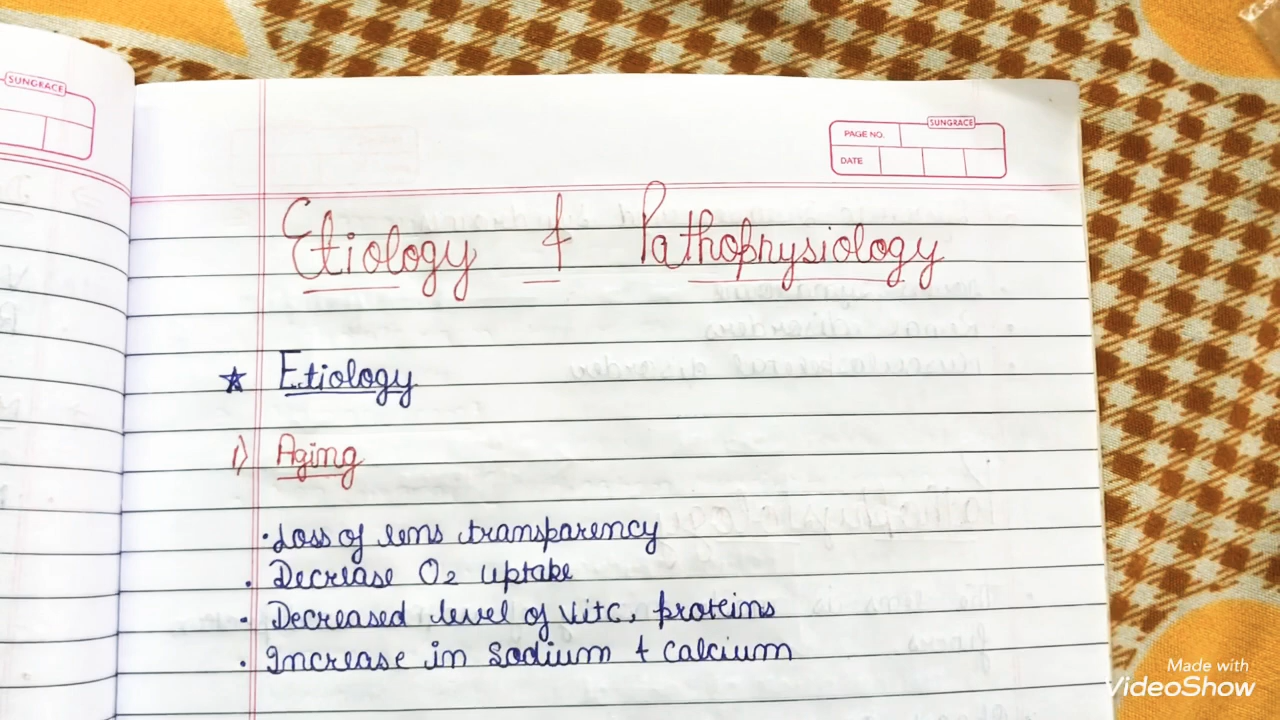 SUNGRACE
SUNGRACE
PAGE NO.
DATE
Etiology & Pathophysiology
☆ Etiology
1) Aging
• Loss of lens transparency
• Decrease O2 uptake
• Decreased level of Vitc, proteins
• Increase in Sodium + Calcium
Made with
VideoShow